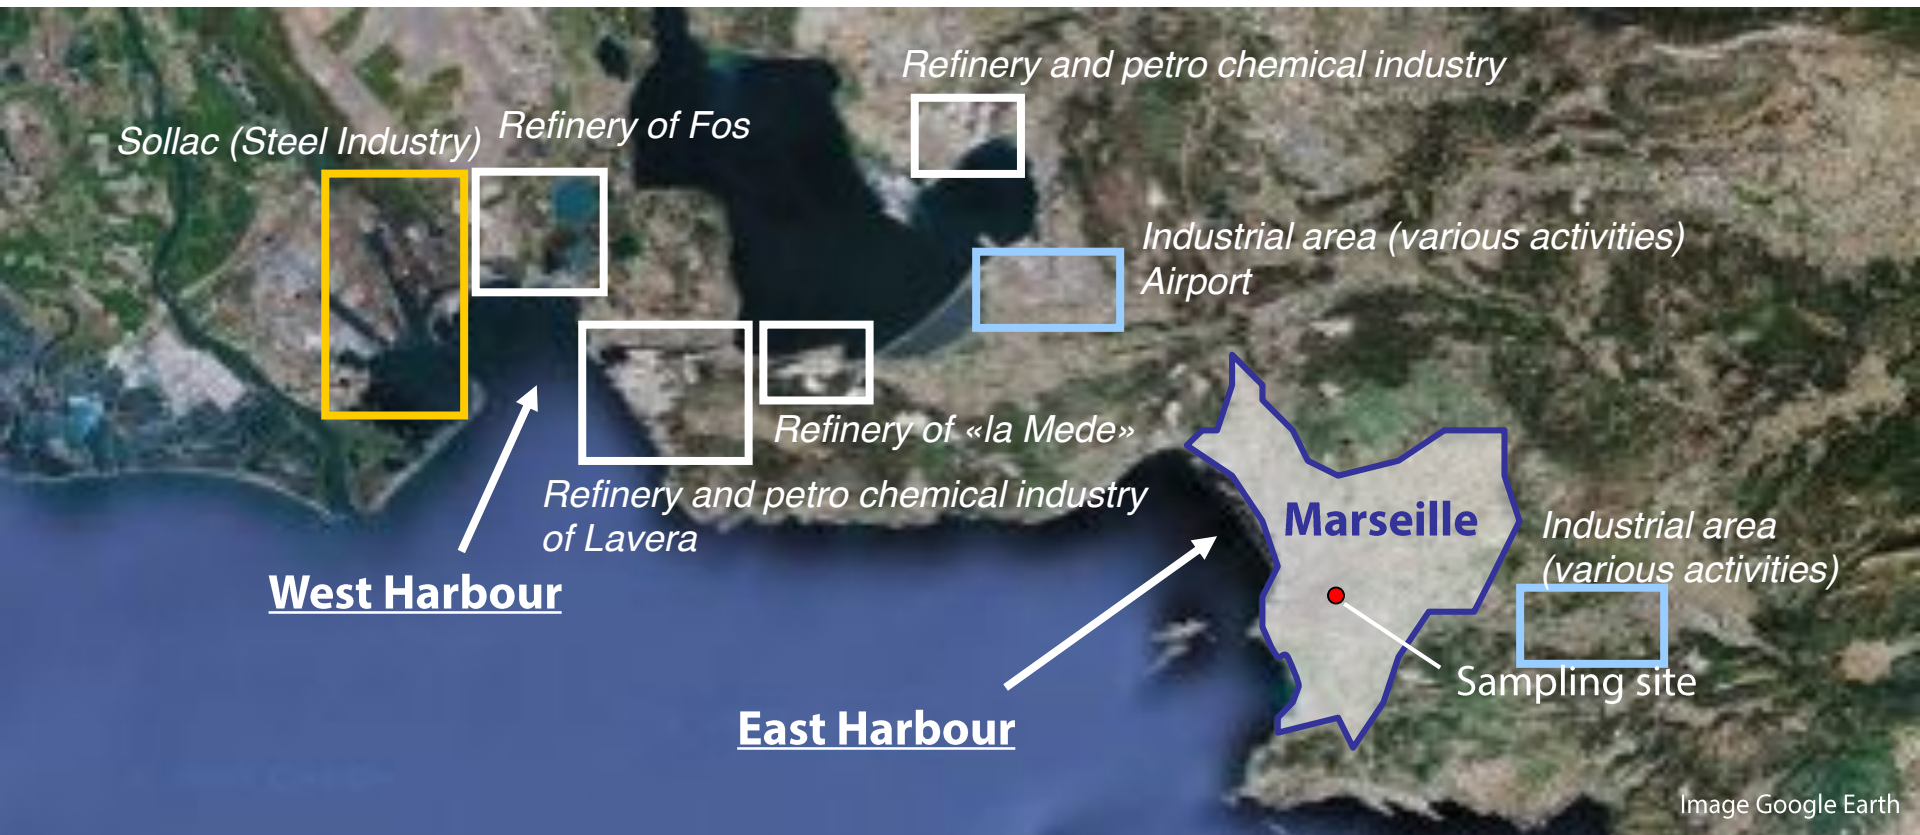 Refinery and petro chemical industry
Sollac (Steel Industry)
Refinery of Fos
Industrial area (various activities)
Airport
Refinery of «la Mede»
Refinery and petro chemical industry
of Lavera
Marseille
Industrial area
(various activities)
West Harbour
Sampling site
East Harbour
Image Google Earth